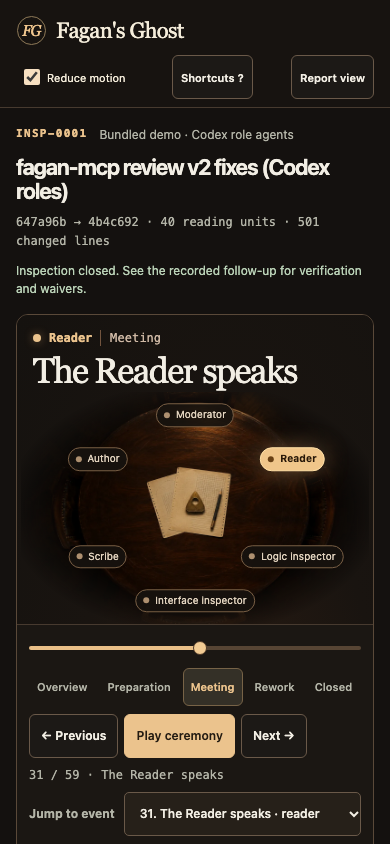 FG Fagan's Ghost
Reduce motion Shortcuts ? Report view
INSP-0001 Bundled demo · Codex role agents
fagan-mcp review v2 fixes (Codex
roles)
647a96b → 4b4c692 · 40 reading units · 501
changed lines
Inspection closed. See the recorded follow-up for verification
and waivers.
Reader | Meeting
The Reader speaks
Moderator
Author
Reader
Scribe
Logic Inspector
Interface Inspector
Overview Preparation Meeting Rework Closed
← Previous Play ceremony Next →
31 / 59 · The Reader speaks
Jump to event 31. The Reader speaks · reader